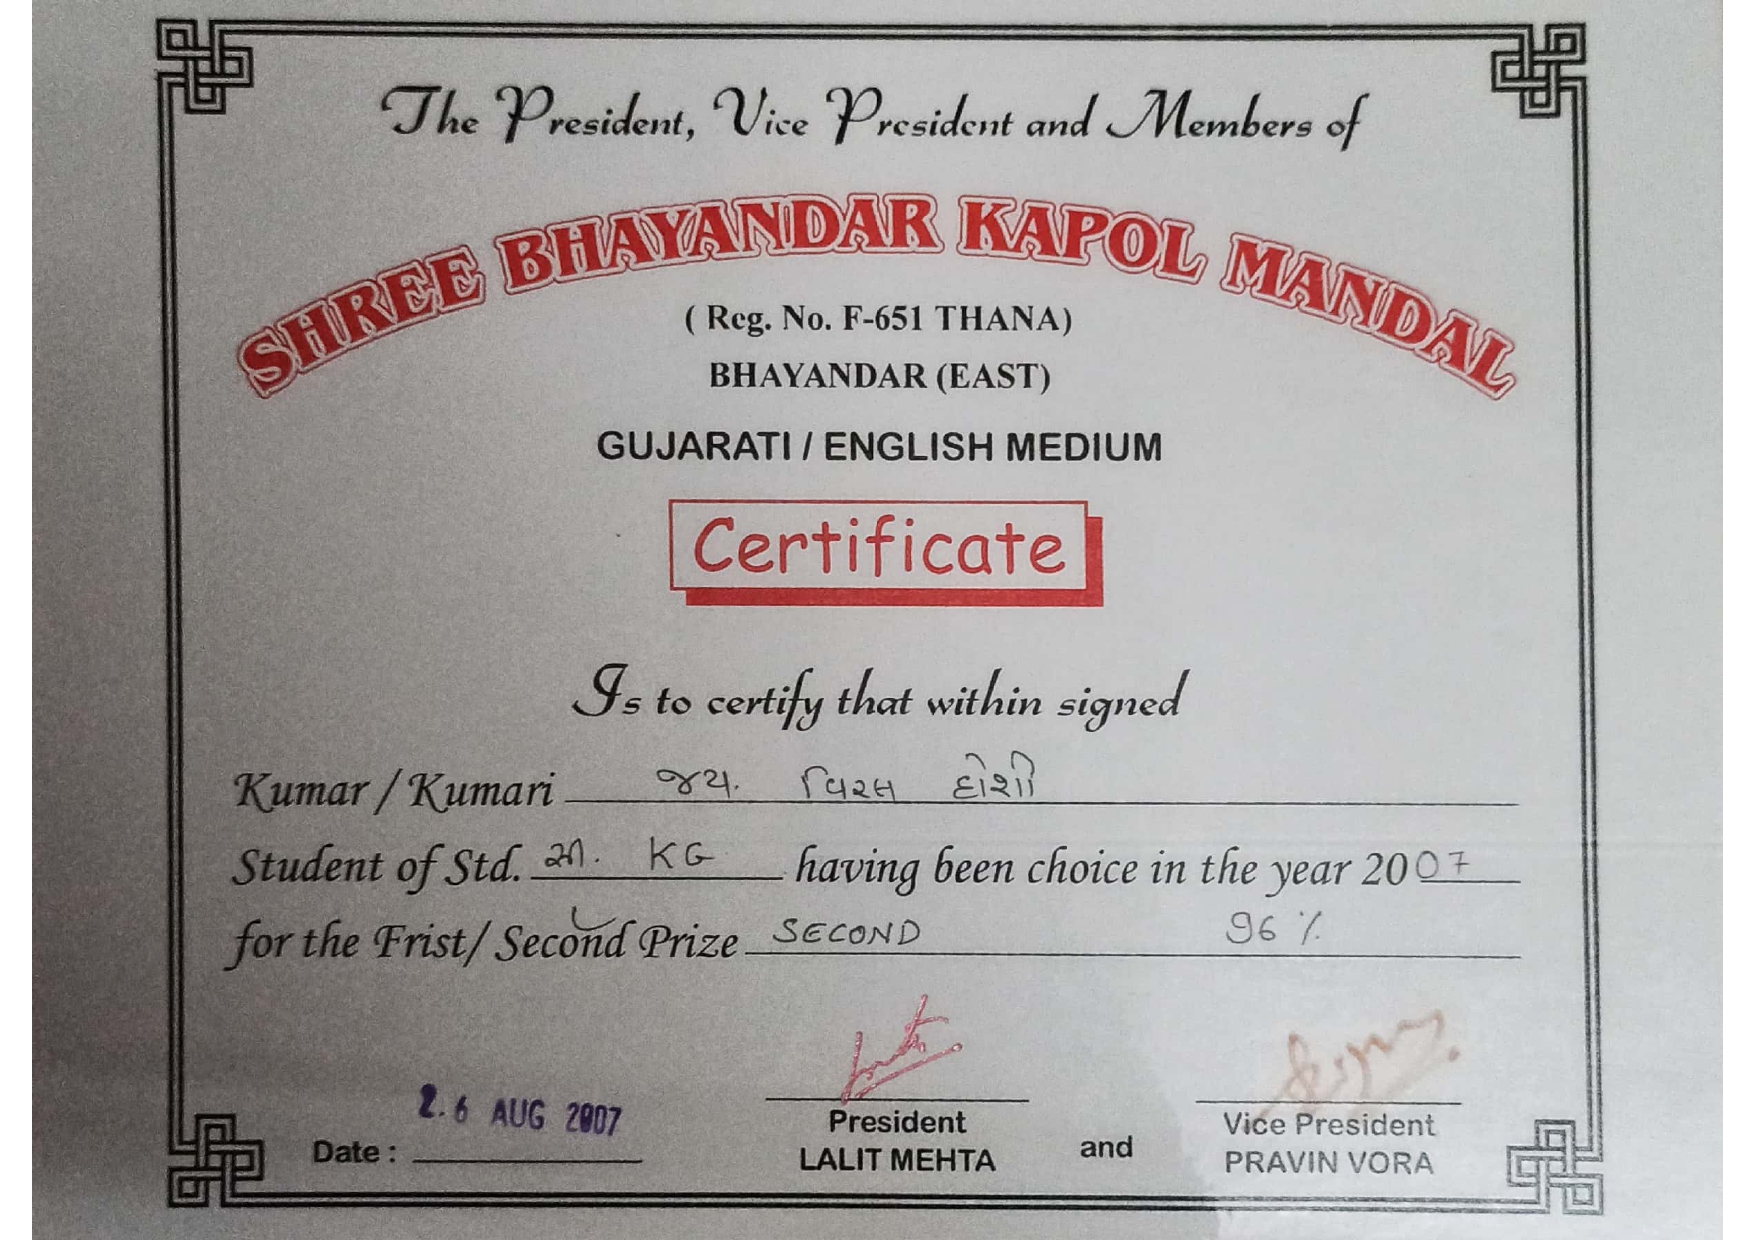 The President, Vice President and Members of
SHREE BHAYANDAR KAPOL MANDAL
( Reg. No. F-651 THANA)
BHAYANDAR (EAST)
GUJARATI / ENGLISH MEDIUM
Certificate
Is to certify that within signed
Kumar / Kumari જય. વિરલ દોશી
Student of Std. સી. KG having been choice in the year 2007
for the Frist/ Second Prize SECOND 96 %
2.6 AUG 2007
Date :
President
LALIT MEHTA
and
Vice President
PRAVIN VORA